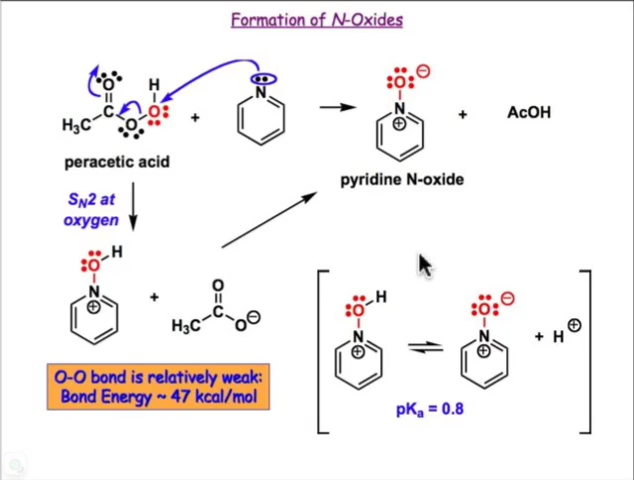 Formation of N-Oxides
O
H
H₃C
C
O
O
+
N
O ⊖
N
⊕
+
AcOH
peracetic acid
pyridine N-oxide
SN2 at
oxygen
O
H
N
⊕
+
O
C
H₃C
O⊖
O
H
N
⊕
O ⊖
N
⊕
+ H⊕
pKa = 0.8
O-O bond is relatively weak:
Bond Energy ~ 47 kcal/mol